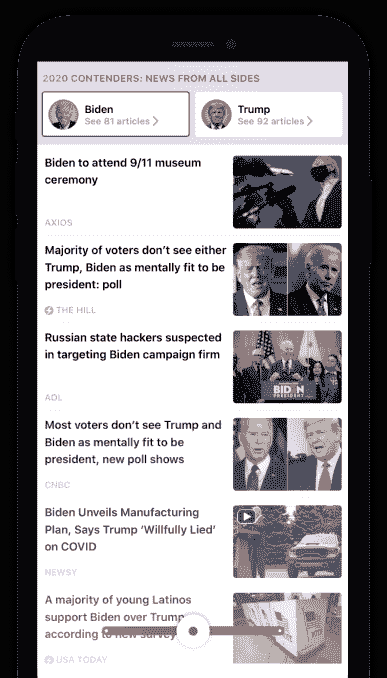 2020 CONTENDERS: NEWS FROM ALL SIDES
Biden
See 81 articles
Trump
See 92 articles
Biden to attend 9/11 museum
ceremony
AXIOS
Majority of voters don't see either
Trump, Biden as mentally fit to be
president: poll
THE HILL
Russian state hackers suspected
in targeting Biden campaign firm
BIDEN
PRESIDENT
AOL
Most voters don't see Trump and
Biden as mentally fit to be
president, new poll shows
CNBC
Biden Unveils Manufacturing
Plan, Says Trump 'Willfully Lied'
on COVID
NEWSY
A majority of young Latinos
support Biden over Trump
according to new survey
USA TODAY